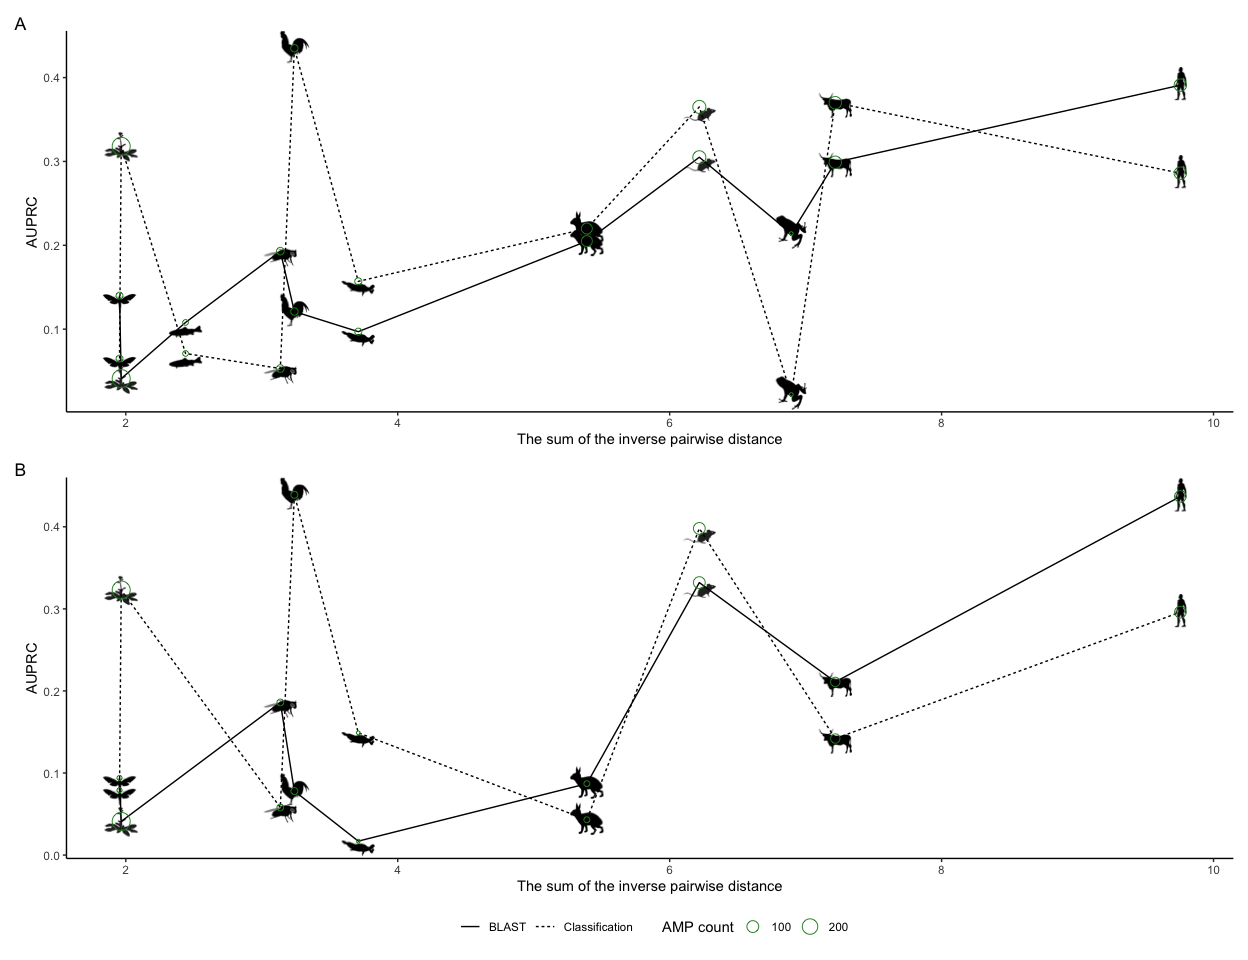 A
0.4
0.3
0.2
0.1
AUPRC
2 4 6 8 10
The sum of the inverse pairwise distance
B
0.4
0.3
0.2
0.1
0.0
AUPRC
2 4 6 8 10
The sum of the inverse pairwise distance
BLAST Classification AMP count 100 200